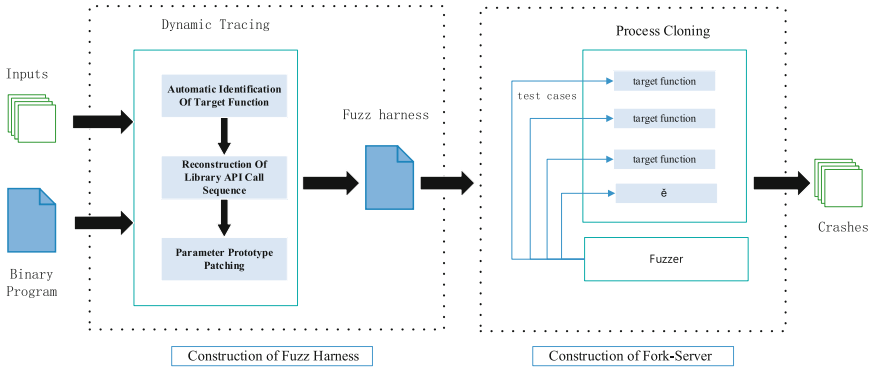 Dynamic Tracing
Inputs
Binary
Program
Automatic Identification
Of Target Function
Reconstruction Of
Library API Call
Sequence
Parameter Prototype
Patching
Fuzz harness
Construction of Fuzz Harness
Process Cloning
test cases
target function
target function
target function
ě
Fuzzer
Crashes
Construction of Fork-Server